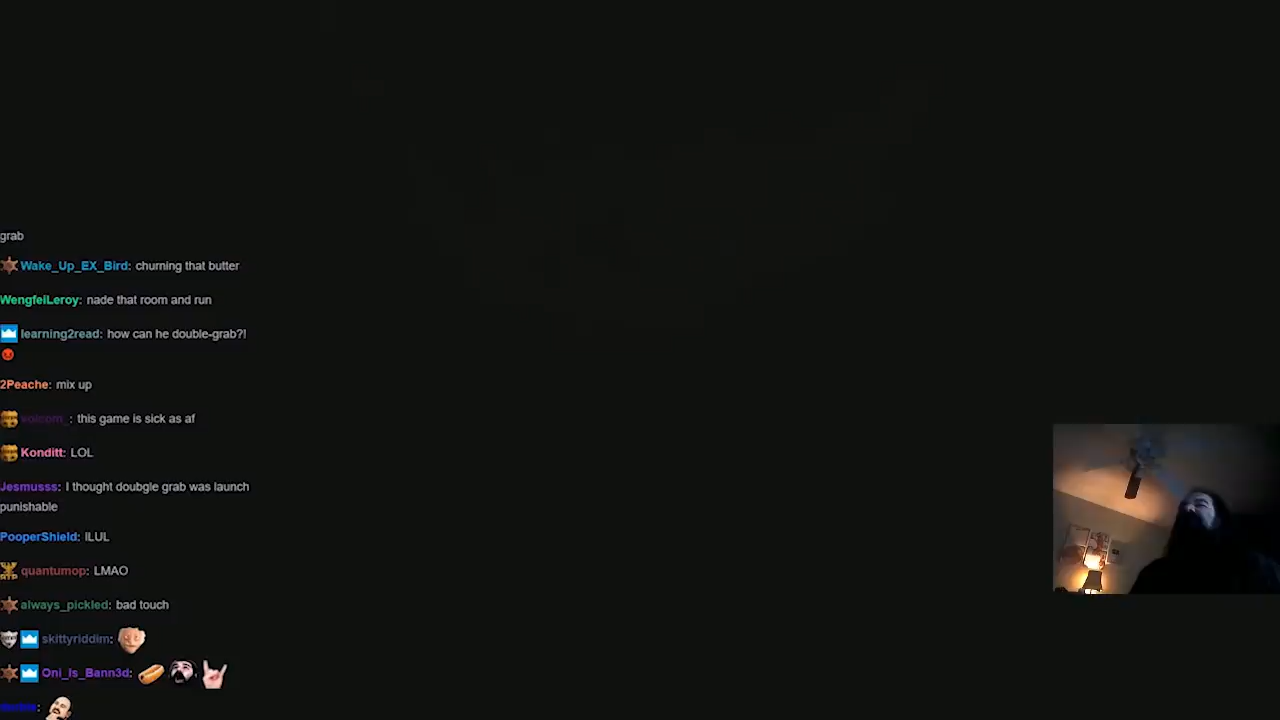 grab
Wake_Up_EX_Bird: churning that butter
WengfeiLeroy: nade that room and run
learning2read: how can he double-grab?!
2Peache: mix up
: this game is sick as af
Konditt: LOL
Jesmusss: I thought doubgle grab was launch
punishable
PooperShield: lLUL
quantumop: LMAO
always_pickled: bad touch
skittyriddim:
Oni_Is_Bann3d: